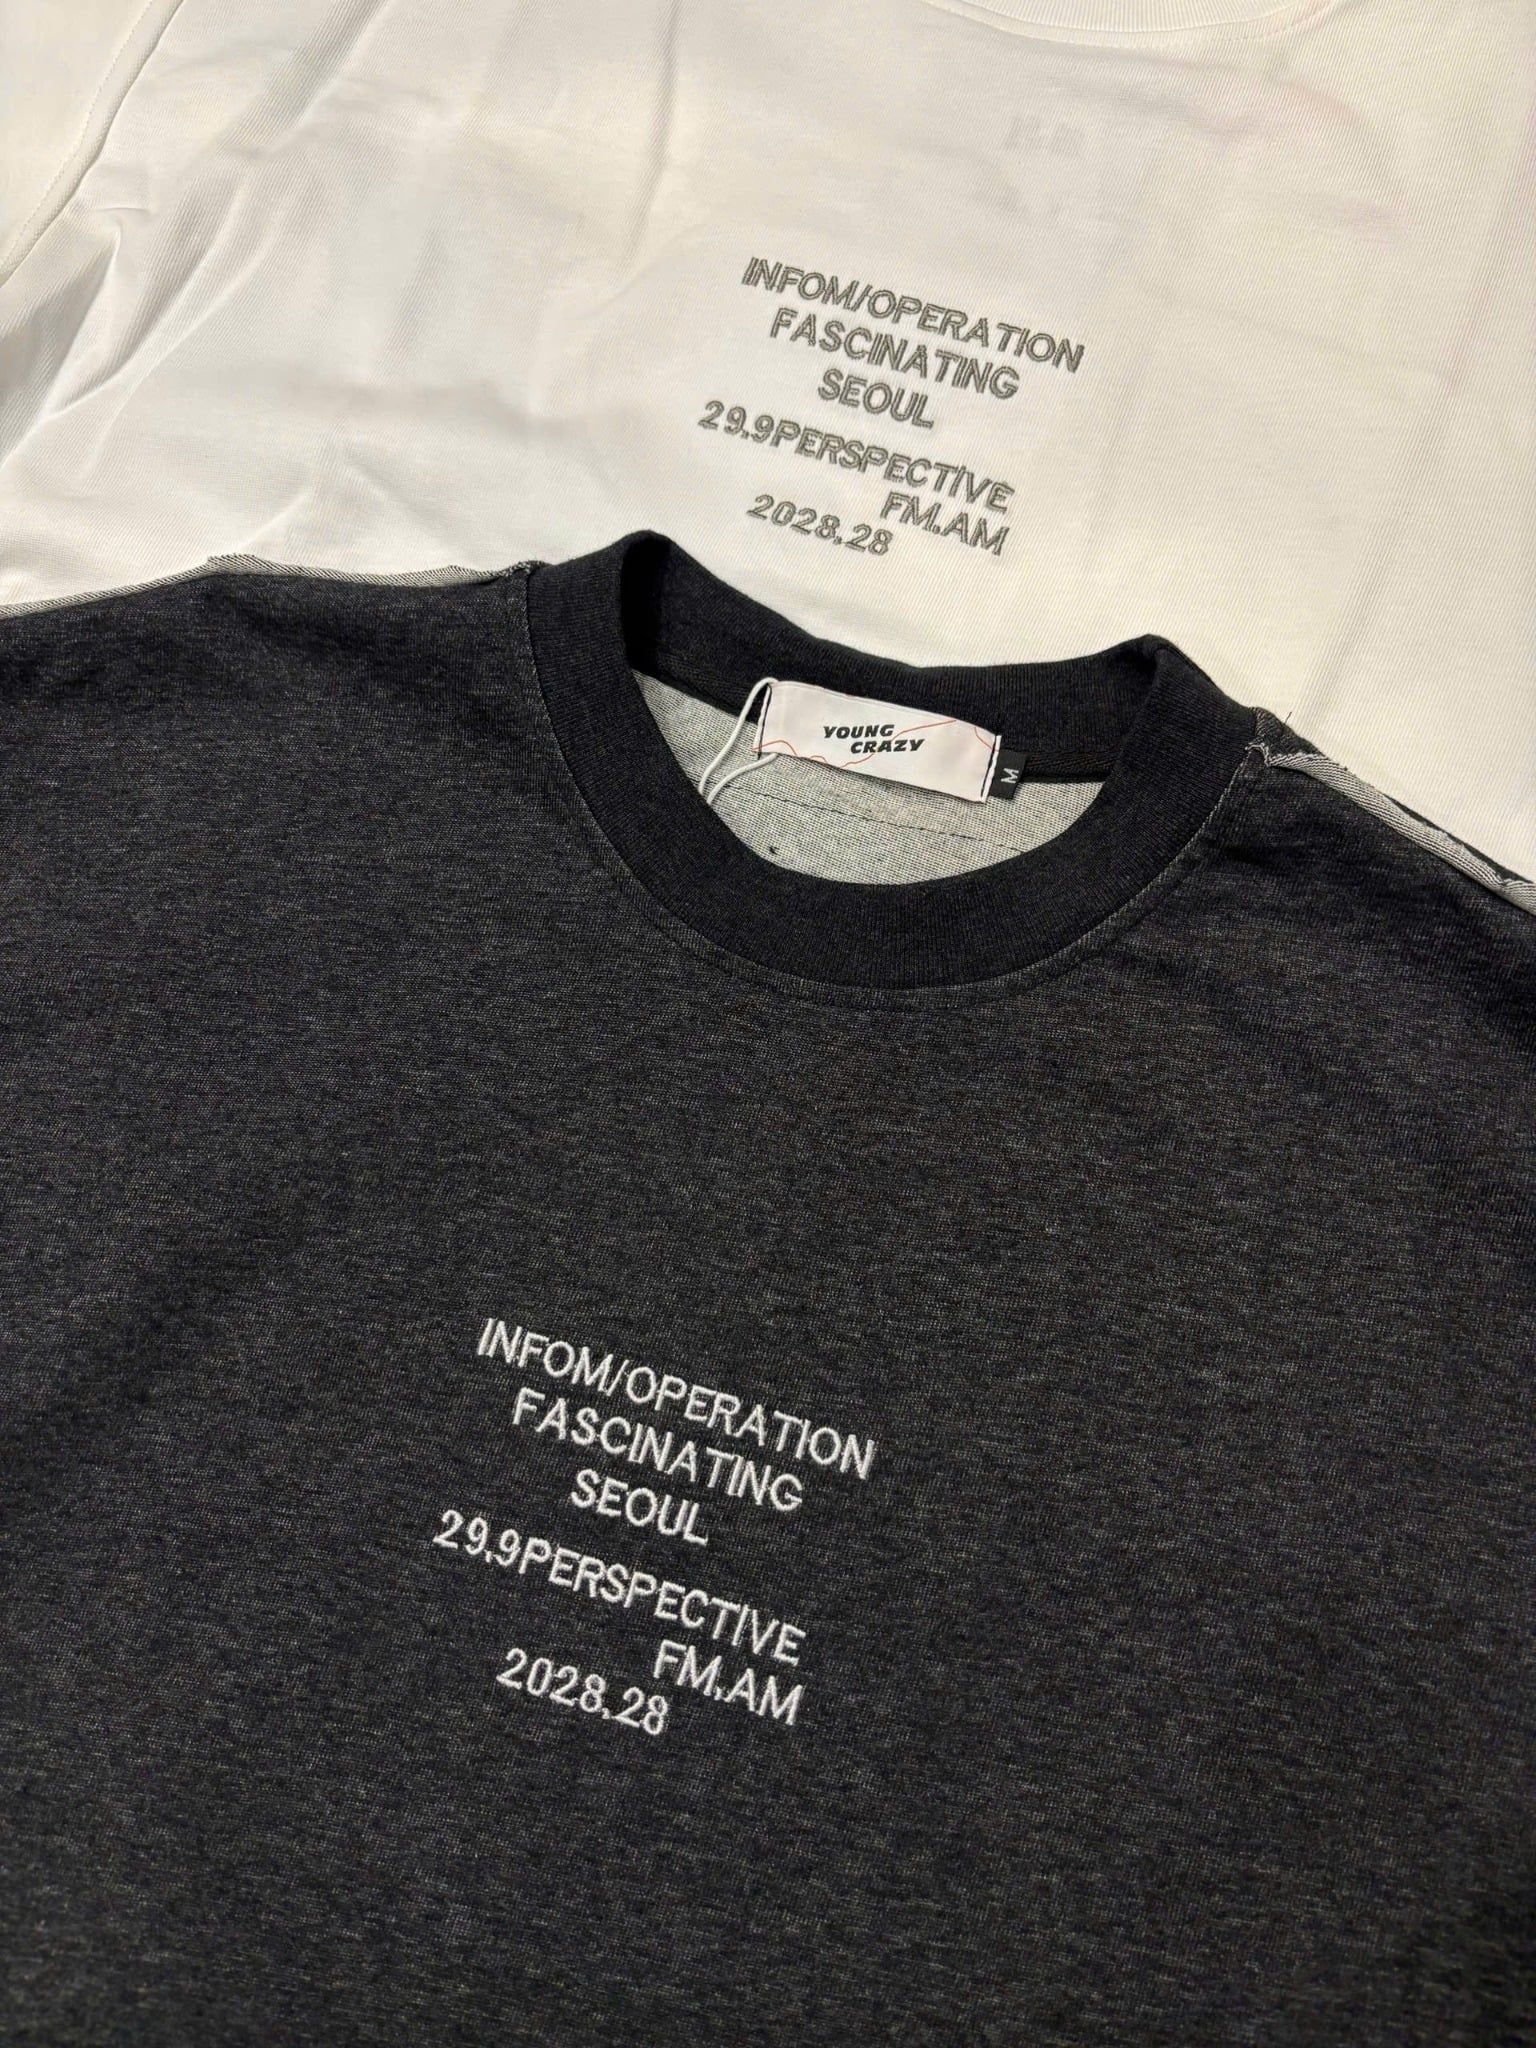 INFOM/OPERATION
FASCINATING
SEOUL
29.9PERSPECTIVE
FM.AM
2028.28
YOUNG
CRAZY
M
INFOM/OPERATION
FASCINATING
SEOUL
29.9PERSPECTIVE
FM.AM
2028.28